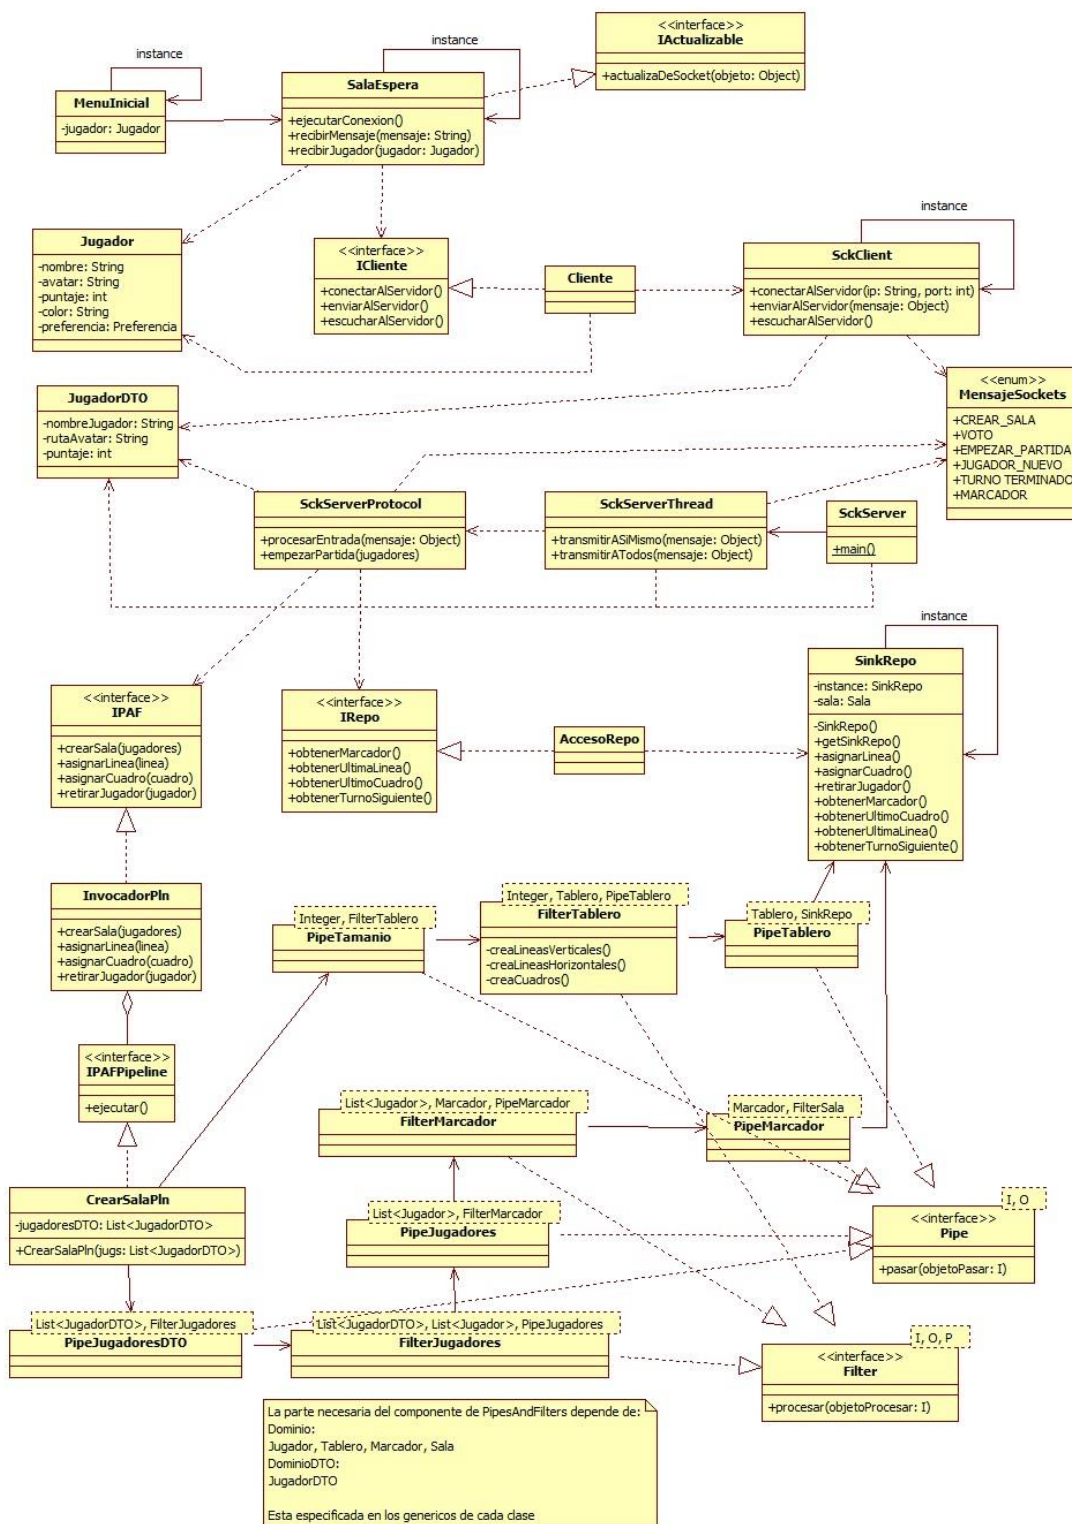 <<interface>>
IActualizable
+actualizaDeSocket(objeto: Object)
instance
instance
MenuInicial
-jugador: Jugador
SalaEspera
+ejecutarConexion()
+recibirMensaje(mensaje: String)
+recibirJugador(jugador: Jugador)
Jugador
-nombre: String
-avatar: String
-puntaje: int
-color: String
-preferencia: Preferencia
<<interface>>
ICliente
+conectarAlServidor()
+enviarAlServidor()
+escucharAlServidor()
Cliente
instance
SckClient
+conectarAlServidor(ip: String, port: int)
+enviarAlServidor(mensaje: Object)
+escucharAlServidor()
JugadorDTO
-nombreJugador: String
-rutaAvatar: String
-puntaje: int
<<enum>>
MensajeSockets
+CREAR_SALA
+VOTO
+EMPEZAR_PARTIDA
+JUGADOR_NUEVO
+TURNO TERMINADO
+MARCADOR
SckServerProtocol
+procesarEntrada(mensaje: Object)
+empezarPartida(jugadores)
SckServerThread
+transmitirASiMismo(mensaje: Object)
+transmitirATodos(mensaje: Object)
SckServer
+main()
instance
<<interface>>
IPAF
+crearSala(jugadores)
+asignarLinea(linea)
+asignarCuadro(cuadro)
+retirarJugador(jugador)
<<interface>>
IRepo
+obtenerMarcador()
+obtenerUltimaLinea()
+obtenerUltimoCuadro()
+obtenerTurnoSiguiente()
AccesoRepo
SinkRepo
-instance: SinkRepo
-sala: Sala
-SinkRepo()
+getSinkRepo()
+asignarLinea()
+asignarCuadro()
+retirarJugador()
+obtenerMarcador()
+obtenerUltimoCuadro()
+obtenerUltimaLinea()
+obtenerTurnoSiguiente()
InvocadorPln
+crearSala(jugadores)
+asignarLinea(linea)
+asignarCuadro(cuadro)
+retirarJugador(jugador)
Integer, FilterTablero
PipeTamanio
Integer, Tablero, PipeTablero
FilterTablero
-creaLineasVerticales()
-creaLineasHorizontales()
-creaCuadros()
Tablero, SinkRepo
PipeTablero
<<interface>>
IPAFPipeline
+ejecutar()
List<Jugador>, Marcador, PipeMarcador
FilterMarcador
Marcador, FilterSala
PipeMarcador
CrearSalaPln
-jugadoresDTO: List<JugadorDTO>
+CrearSalaPln(jugs: List<JugadorDTO>)
List<Jugador>, FilterMarcador
PipeJugadores
I, O
<<interface>>
Pipe
+pasar(objetoPasar: I)
List<JugadorDTO>, FilterJugadores
PipeJugadoresDTO
List<JugadorDTO>, List<Jugador>, PipeJugadores
FilterJugadores
I, O, P
<<interface>>
Filter
+procesar(objetoProcesar: I)
La parte necesaria del componente de PipesAndFilters depende de:
Dominio:
Jugador, Tablero, Marcador, Sala
DominioDTO:
JugadorDTO
Esta especificada en los genericos de cada clase